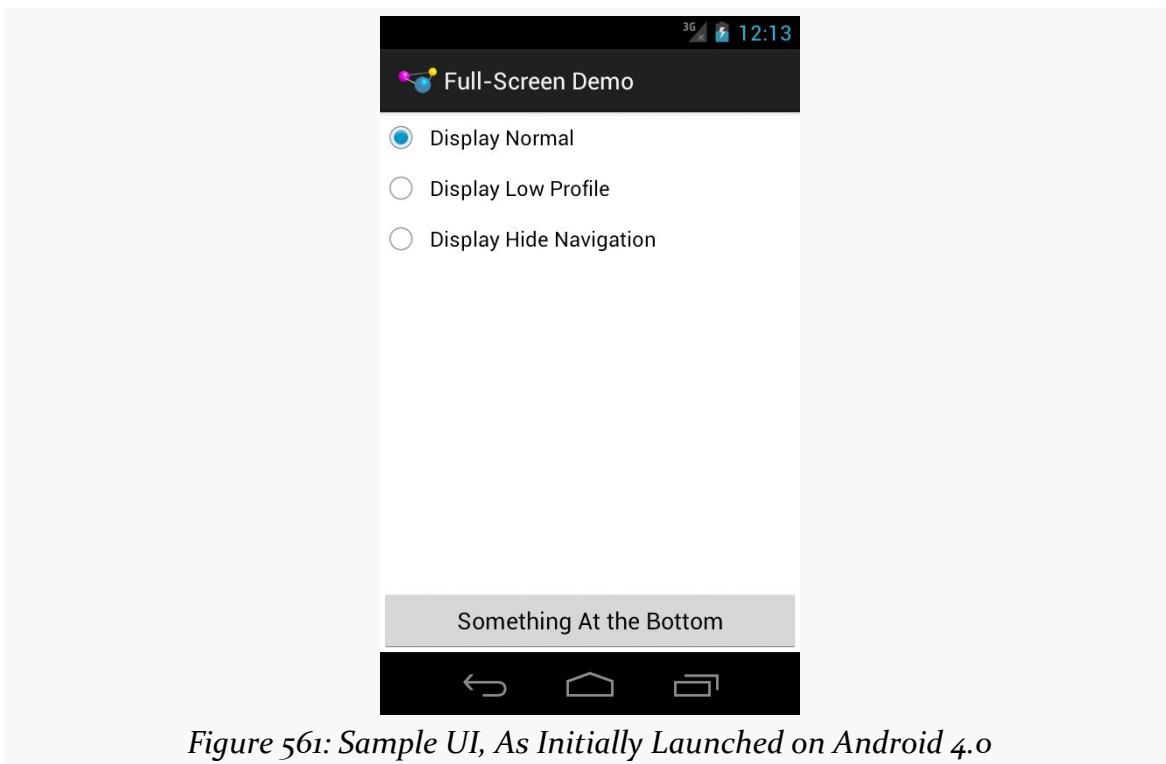 3G 12:13
Full-Screen Demo
Display Normal
Display Low Profile
Display Hide Navigation
Something At the Bottom
Figure 561: Sample UI, As Initially Launched on Android 4.0